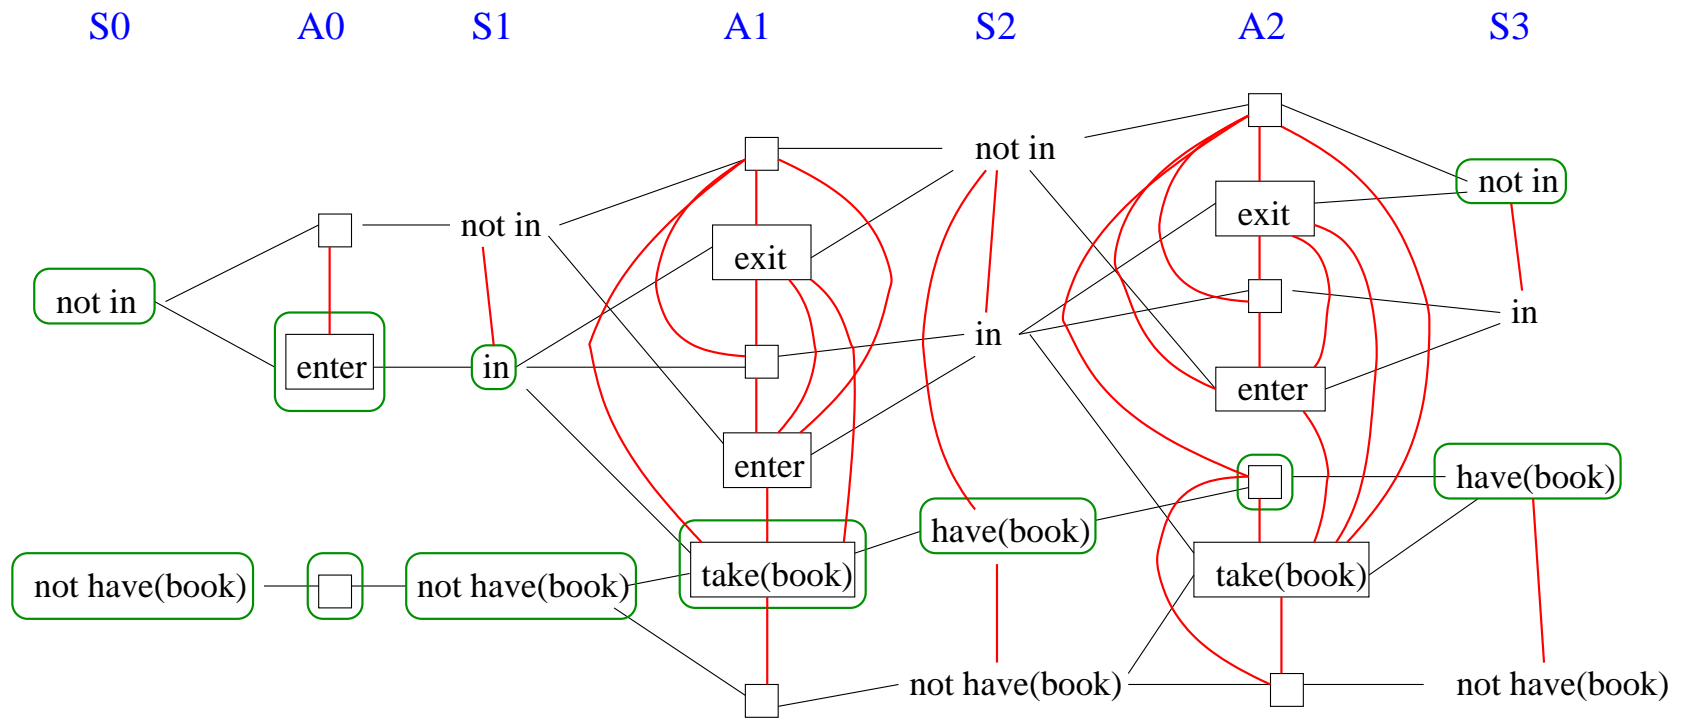 S0 A0 S1 A1 S2 A2 S3
not in not in
exit exit not in
not in
exit
not in
in in
enter in enter
enter
have(book)
have(book)
not have(book) not have(book) take(book) take(book)
not have(book) not have(book)